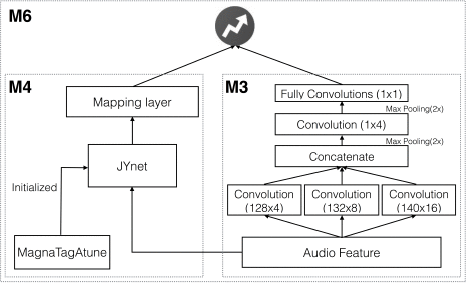 M6
M4
M3
Mapping layer
Fully Convolutions (1x1)
Max Pooling(2x)
Convolution (1x4)
Max Pooling(2x)
JYnet
Concatenate
Initialized
Convolution
(128x4)
Convolution
(132x8)
Convolution
(140x16)
MagnaTagAtune
Audio Feature